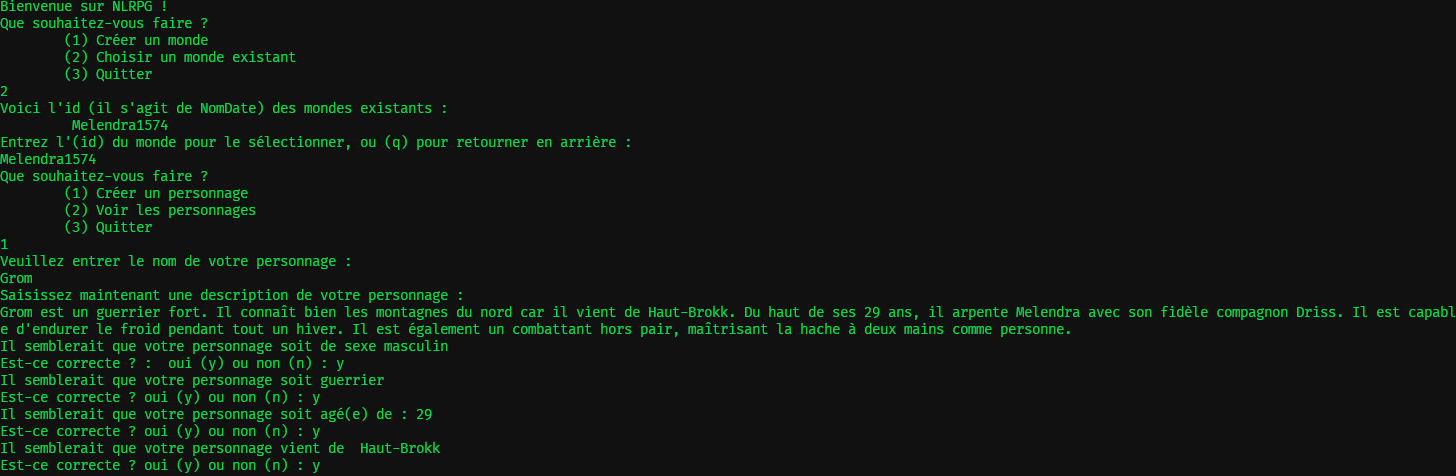 Bienvenue sur NLRPG !
Que souhaitez-vous faire ?
(1) Créer un monde
(2) Choisir un monde existant
(3) Quitter
2
Voici l'id (il s'agit de NomDate) des mondes existants :
Melendra1574
Entrez l'(id) du monde pour le sélectionner, ou (q) pour retourner en arrière :
Melendra1574
Que souhaitez-vous faire ?
(1) Créer un personnage
(2) Voir les personnages
(3) Quitter
1
Veuillez entrer le nom de votre personnage :
Grom
Saisissez maintenant une description de votre personnage :
Grom est un guerrier fort. Il connaît bien les montagnes du nord car il vient de Haut-Brokk. Du haut de ses 29 ans, il arpente Melendra avec son fidèle compagnon Driss. Il est capabl
e d'endurer le froid pendant tout un hiver. Il est également un combattant hors pair, maîtrisant la hache à deux mains comme personne.
Il semblerait que votre personnage soit de sexe masculin
Est-ce correcte ? :  oui (y) ou non (n) : y
Il semblerait que votre personnage soit guerrier
Est-ce correcte ? oui (y) ou non (n) : y
Il semblerait que votre personnage soit agé(e) de : 29
Est-ce correcte ? oui (y) ou non (n) : y
Il semblerait que votre personnage vient de  Haut-Brokk
Est-ce correcte ? oui (y) ou non (n) : y